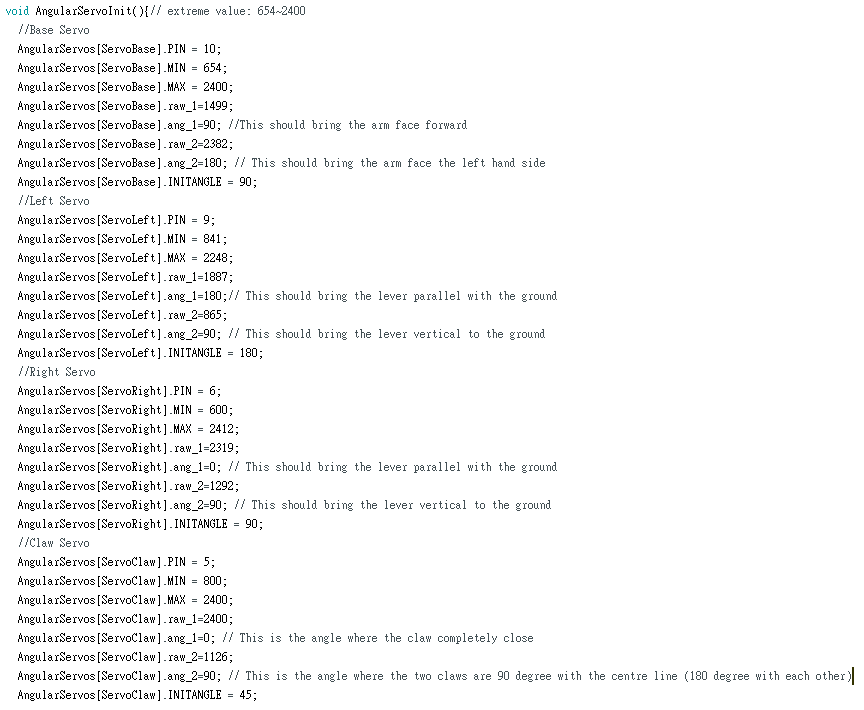 void AngularServoInit(){// extreme value: 654~2400
//Base Servo
AngularServos[ServoBase].PIN = 10;
AngularServos[ServoBase].MIN = 654;
AngularServos[ServoBase].MAX = 2400;
AngularServos[ServoBase].raw_1=1499;
AngularServos[ServoBase].ang_1=90; //This should bring the arm face forward
AngularServos[ServoBase].raw_2=2382;
AngularServos[ServoBase].ang_2=180; // This should bring the arm face the left hand side
AngularServos[ServoBase].INITANGLE = 90;
//Left Servo
AngularServos[ServoLeft].PIN = 9;
AngularServos[ServoLeft].MIN = 841;
AngularServos[ServoLeft].MAX = 2248;
AngularServos[ServoLeft].raw_1=1887;
AngularServos[ServoLeft].ang_1=180;// This should bring the lever parallel with the ground
AngularServos[ServoLeft].raw_2=865;
AngularServos[ServoLeft].ang_2=90; // This should bring the lever vertical to the ground
AngularServos[ServoLeft].INITANGLE = 180;
//Right Servo
AngularServos[ServoRight].PIN = 6;
AngularServos[ServoRight].MIN = 600;
AngularServos[ServoRight].MAX = 2412;
AngularServos[ServoRight].raw_1=2319;
AngularServos[ServoRight].ang_1=0; // This should bring the lever parallel with the ground
AngularServos[ServoRight].raw_2=1292;
AngularServos[ServoRight].ang_2=90; // This should bring the lever vertical to the ground
AngularServos[ServoRight].INITANGLE = 90;
//Claw Servo
AngularServos[ServoClaw].PIN = 5;
AngularServos[ServoClaw].MIN = 800;
AngularServos[ServoClaw].MAX = 2400;
AngularServos[ServoClaw].raw_1=2400;
AngularServos[ServoClaw].ang_1=0; // This is the angle where the claw completely close
AngularServos[ServoClaw].raw_2=1126;
AngularServos[ServoClaw].ang_2=90; // This is the angle where the two claws are 90 degree with the centre line (180 degree with each other)
AngularServos[ServoClaw].INITANGLE = 45;